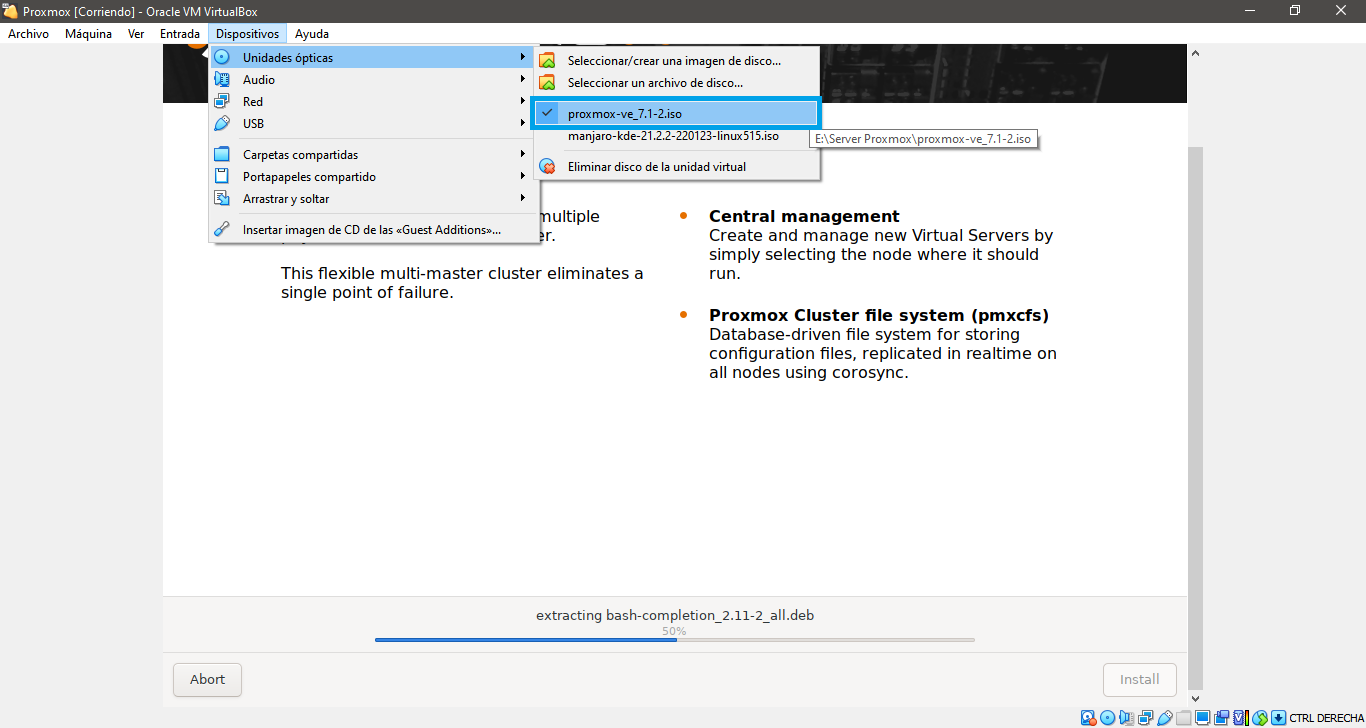 Proxmox [Corriendo] - Oracle VM VirtualBox
Archivo Máquina Ver Entrada Dispositivos Ayuda
Unidades ópticas
Audio
Red
USB
Carpetas compartidas
Portapapeles compartido
Arrastrar y soltar
Insertar imagen de CD de las «Guest Additions»...
Seleccionar/crear una imagen de disco...
Seleccionar un archivo de disco...
proxmox-ve_7.1-2.iso
manjaro-kde-21.2.2-220123-linux515.iso
Eliminar disco de la unidad virtual
E:\Server Proxmox\proxmox-ve_7.1-2.iso
multiple
er.
This flexible multi-master cluster eliminates a
single point of failure.
Central management
Create and manage new Virtual Servers by
simply selecting the node where it should
run.
Proxmox Cluster file system (pmxcfs)
Database-driven file system for storing
configuration files, replicated in realtime on
all nodes using corosync.
extracting bash-completion_2.11-2_all.deb
50%
Abort
Install
CTRL DERECHA